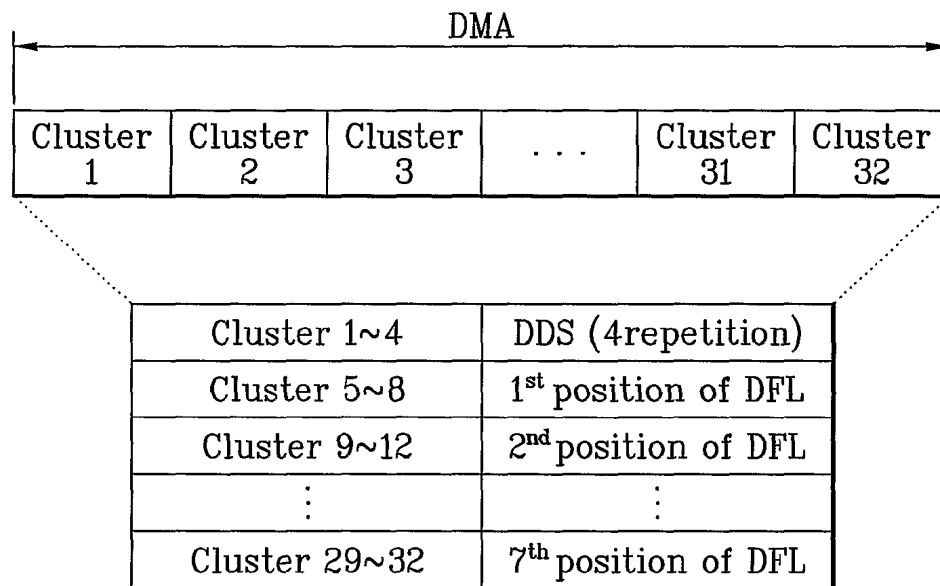 DMA
Cluster 1 Cluster 2 Cluster 3 ... Cluster 31 Cluster 32
Cluster 1~4 DDS (4repetition)
Cluster 5~8 1st position of DFL
Cluster 9~12 2nd position of DFL
⋮ ⋮
Cluster 29~32 7th position of DFL